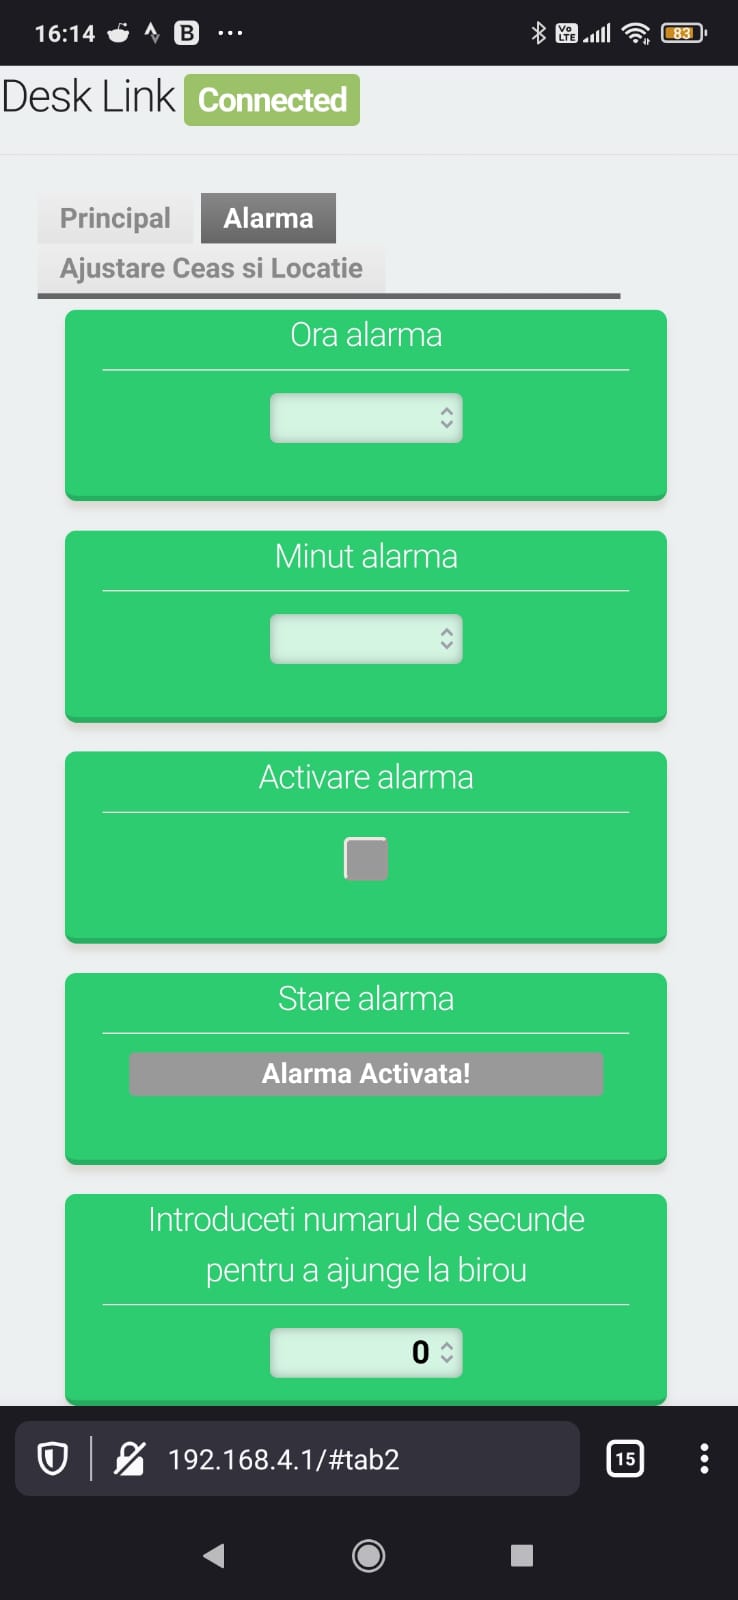 16:14
Vo
LTE
83
Desk Link Connected
Principal
Alarma
Ajustare Ceas si Locatie
Ora alarma
Minut alarma
Activare alarma
Stare alarma
Alarma Activata!
Introduceti numarul de secunde
pentru a ajunge la birou
0
192.168.4.1/#tab2
15